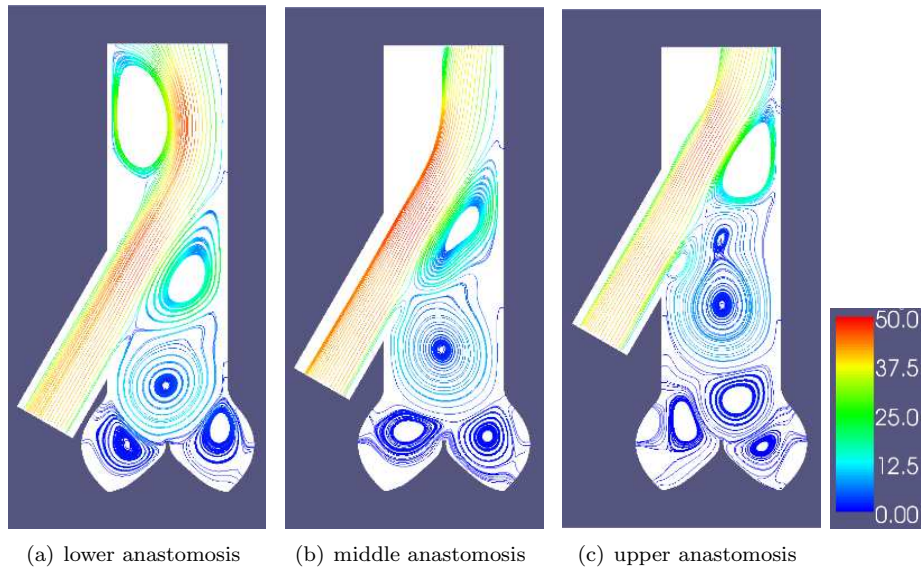 50.0
37.5
25.0
12.5
0.00
(a) lower anastomosis
(b) middle anastomosis
(c) upper anastomosis